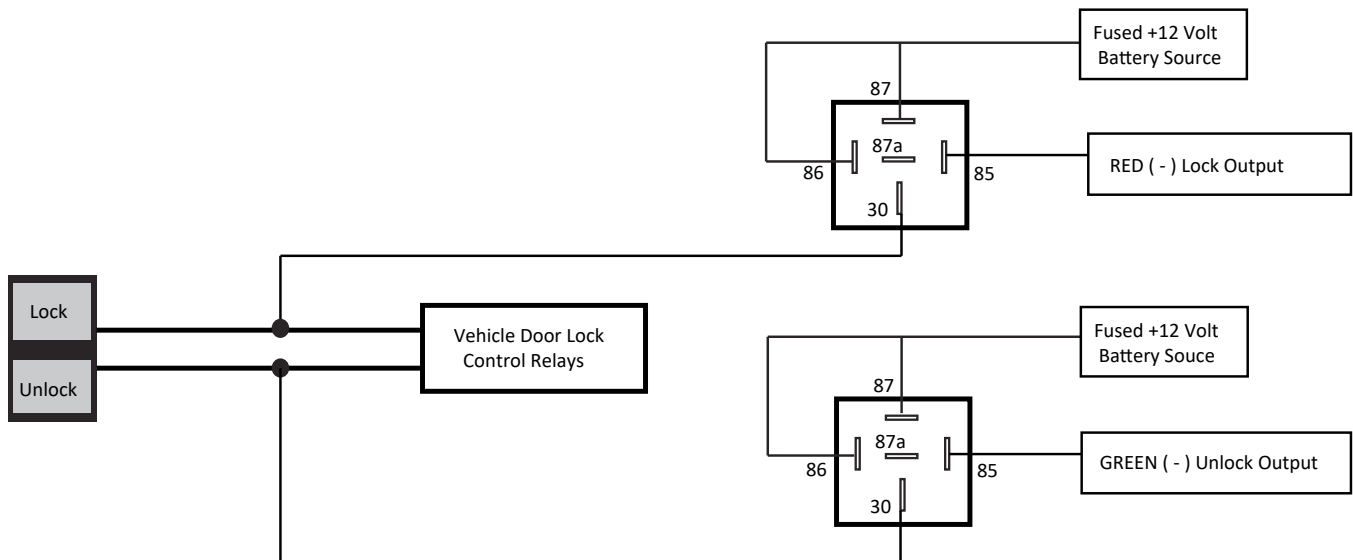 Fused +12 Volt
Battery Source
87
87a
86
85
RED ( - ) Lock Output
30
Lock
Unlock
Vehicle Door Lock
Control Relays
Fused +12 Volt
Battery Souce
87
87a
86
85
GREEN ( - ) Unlock Output
30